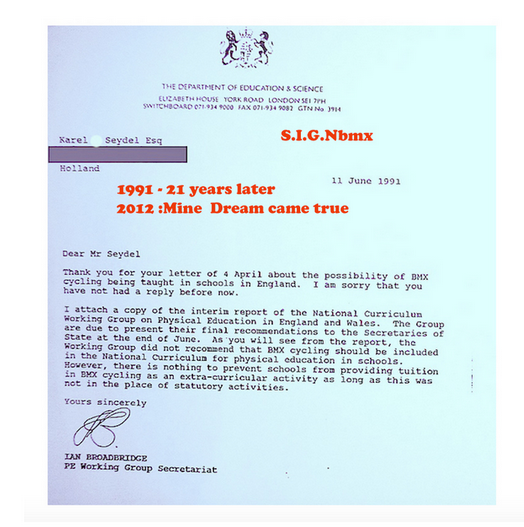 THE DEPARTMENT OF EDUCATION & SCIENCE
ELIZABETH HOUSE YORK ROAD LONDON SE1 7PH
SWITCHBOARD 071-934 9000 FAX 071-934 9082 GTN No 3914
S.I.G.Nbmx
Karel Seydel Esq
Holland
11 June 1991
1991 - 21 years later
2012 :Mine Dream came true
Dear Mr Seydel
Thank you for your letter of 4 April about the possibility of BMX
cycling being taught in schools in England. I am sorry that you
have not had a reply before now.
I attach a copy of the interim report of the National Curriculum
Working Group on Physical Education in England and Wales. The Group
are due to present their final recommendations to the Secretaries of
State at the end of June. As you will see from the report, the
Working Group did not recommend that BMX cycling should be included
in the National Curriculum for physical education in schools.
However, there is nothing to prevent schools from providing tuition
in BMX cycling as an extra-curricular activity as long as this was
not in the place of statutory activities.
Yours sincerely
IAN BROADBRIDGE
PE Working Group Secretariat